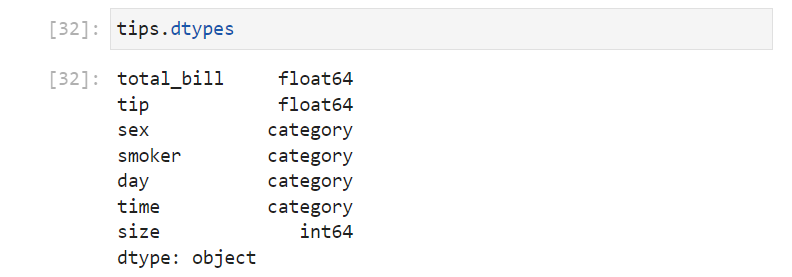 [32]: tips.dtypes
[32]: total_bill float64
tip float64
sex category
smoker category
day category
time category
size int64
dtype: object